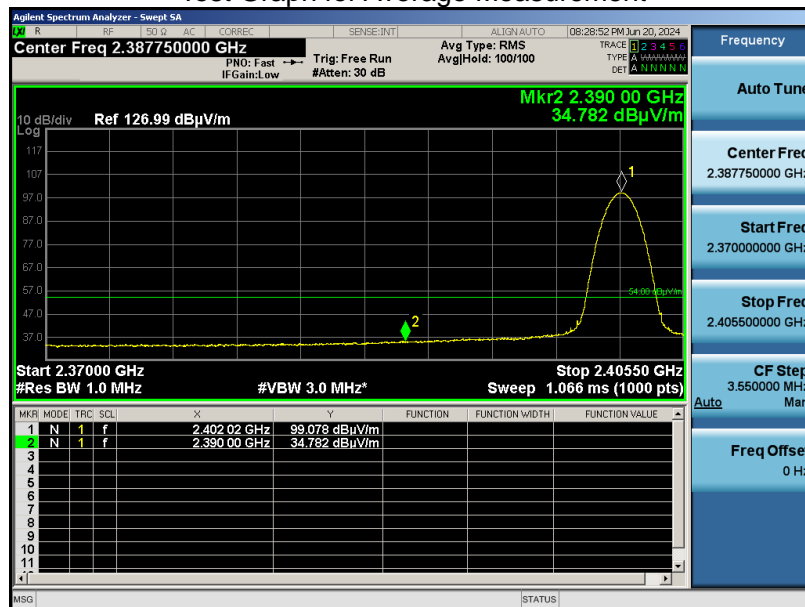 Test Graph for Average Measurement
Agilent Spectrum Analyzer - Swept SA
LXI R RF 50 Ω AC CORREC SENSE:INT ALIGN AUTO 08:28:52 PM Jun 20, 2024
Center Freq 2.387750000 GHz
PNO: Fast
IFGain:Low
Trig: Free Run
#Atten: 30 dB
Avg Type: RMS
Avg|Hold: 100/100
TRACE 1 2 3 4 5 6
TYPE A WWWWW
DET A N N N N N
Mkr2 2.390 00 GHz
34.782 dBµV/m
10 dB/div Ref 126.99 dBµV/m
Log
117
107
97.0
87.0
77.0
67.0
57.0
47.0
37.0
1
54.00 dBµV/m
2
Start 2.37000 GHz Stop 2.40550 GHz
#Res BW 1.0 MHz #VBW 3.0 MHz* Sweep 1.066 ms (1000 pts)
MKR MODE TRC SCL X Y FUNCTION FUNCTION WIDTH FUNCTION VALUE
1 N 1 f 2.402 02 GHz 99.078 dBµV/m
2 N 1 f 2.390 00 GHz 34.782 dBµV/m
3
4
5
6
7
8
9
10
11
MSG STATUS
Frequency
Auto Tune
Center Freq
2.387750000 GHz
Start Freq
2.370000000 GHz
Stop Freq
2.405500000 GHz
CF Step
3.550000 MHz
Auto Man
Freq Offset
0 Hz